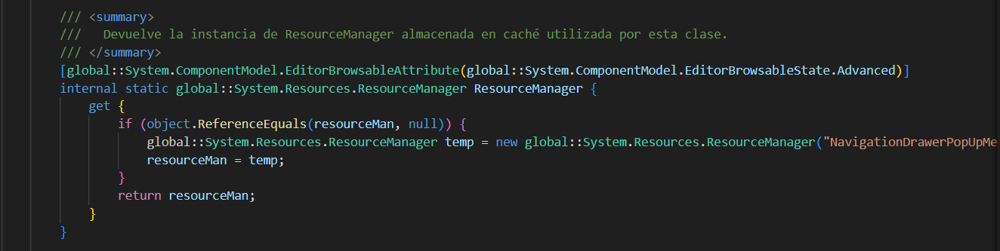 /// <summary>
///   Devuelve la instancia de ResourceManager almacenada en caché utilizada por esta clase.
/// </summary>
[global::System.ComponentModel.EditorBrowsableAttribute(global::System.ComponentModel.EditorBrowsableState.Advanced)]
internal static global::System.Resources.ResourceManager ResourceManager {
get {
if (object.ReferenceEquals(resourceMan, null)) {
global::System.Resources.ResourceManager temp = new global::System.Resources.ResourceManager("NavigationDrawerPopUpMe
resourceMan = temp;
}
return resourceMan;
}
}